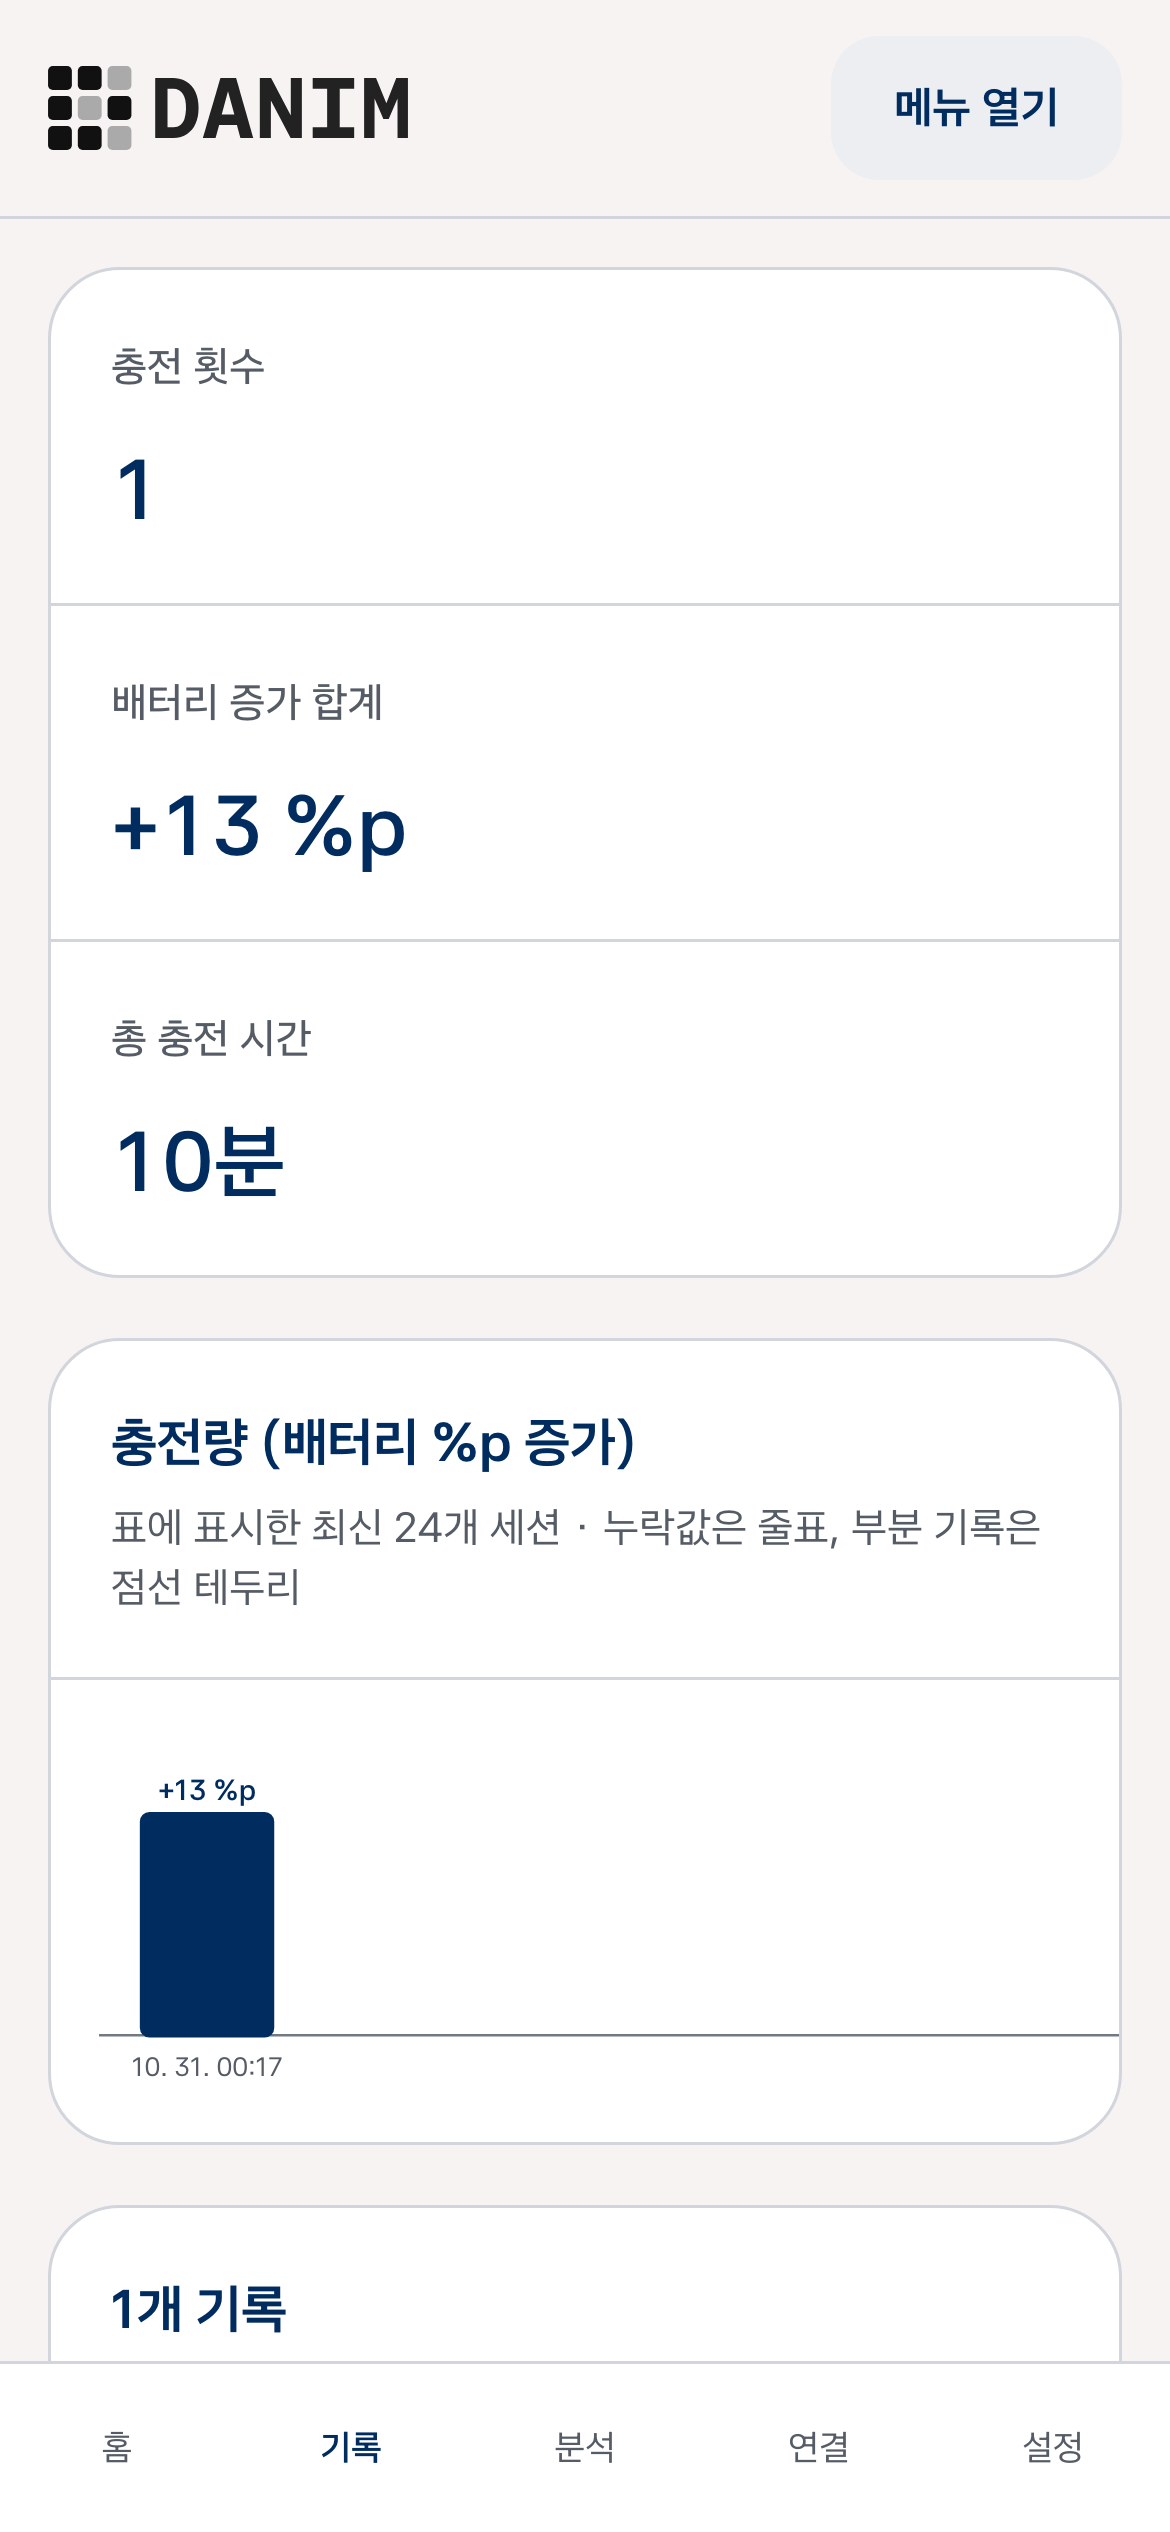 DANIM
메뉴 열기
충전 횟수
1
배터리 증가 합계
+13 %p
총 충전 시간
10분
충전량 (배터리 %p 증가)
표에 표시한 최신 24개 세션 · 누락값은 줄표, 부분 기록은
점선 테두리
+13 %p
10. 31. 00:17
1개 기록
홈 기록 분석 연결 설정